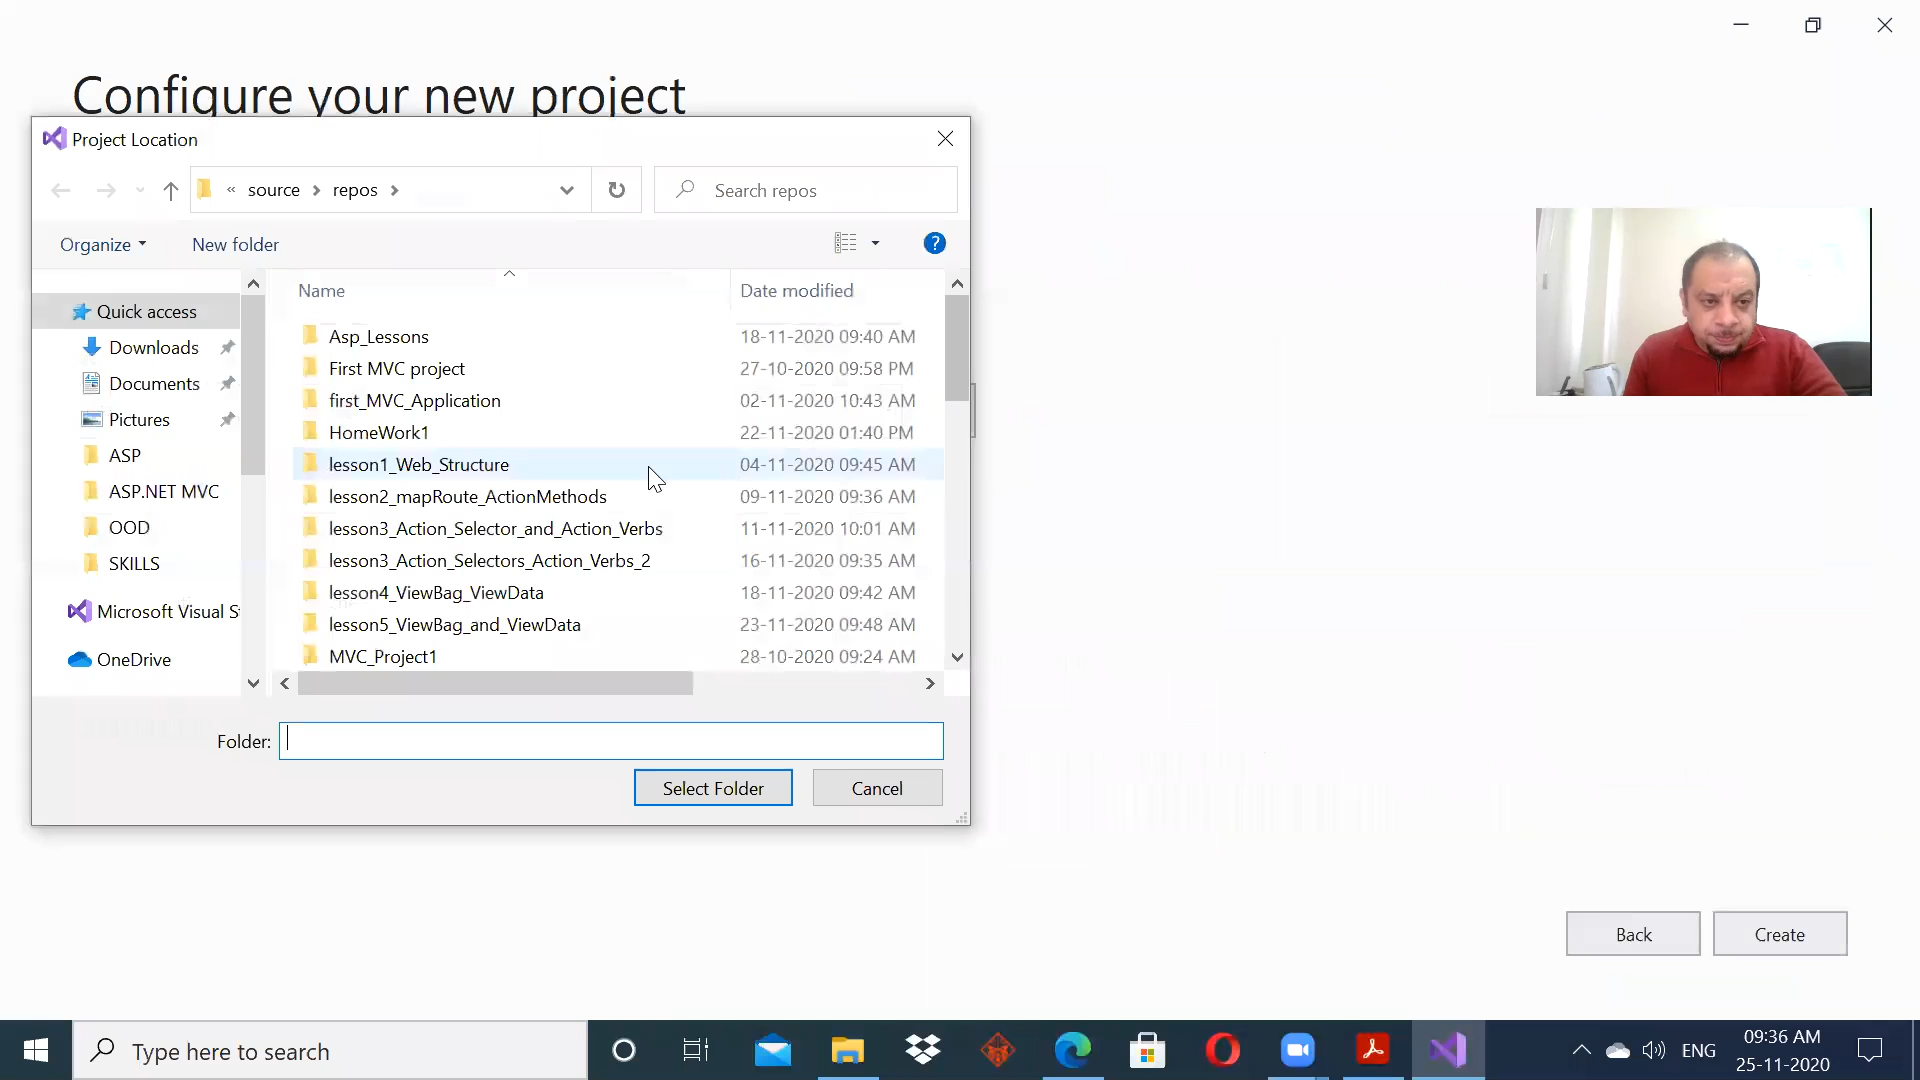 Configure your new project
Project Location
« source > repos >
Search repos
Organize
New folder
Name
Date modified
Quick access
Downloads
Documents
Pictures
ASP
ASP.NET MVC
OOD
SKILLS
Microsoft Visual S
OneDrive
Asp_Lessons 18-11-2020 09:40 AM
First MVC project 27-10-2020 09:58 PM
first_MVC_Application 02-11-2020 10:43 AM
HomeWork1 22-11-2020 01:40 PM
lesson1_Web_Structure 04-11-2020 09:45 AM
lesson2_mapRoute_ActionMethods 09-11-2020 09:36 AM
lesson3_Action_Selector_and_Action_Verbs 11-11-2020 10:01 AM
lesson3_Action_Selectors_Action_Verbs_2 16-11-2020 09:35 AM
lesson4_ViewBag_ViewData 18-11-2020 09:42 AM
lesson5_ViewBag_and_ViewData 23-11-2020 09:48 AM
MVC_Project1 28-10-2020 09:24 AM
Folder:
Select Folder
Cancel
Back
Create
Type here to search
ENG
09:36 AM
25-11-2020